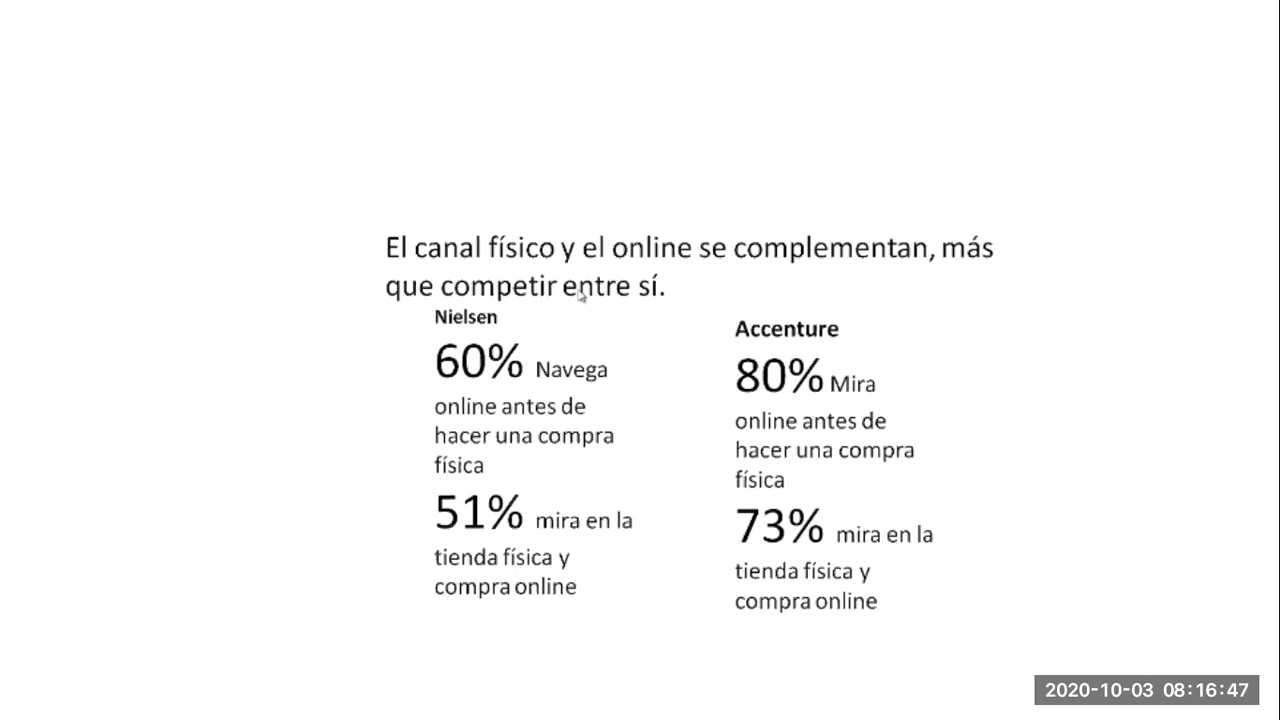 El canal físico y el online se complementan, más
que competir entre sí.
Nielsen
60% Navega
online antes de
hacer una compra
física
51% mira en la
tienda física y
compra online
Accenture
80% Mira
online antes de
hacer una compra
física
73% mira en la
tienda física y
compra online
2020-10-03 08:16:47